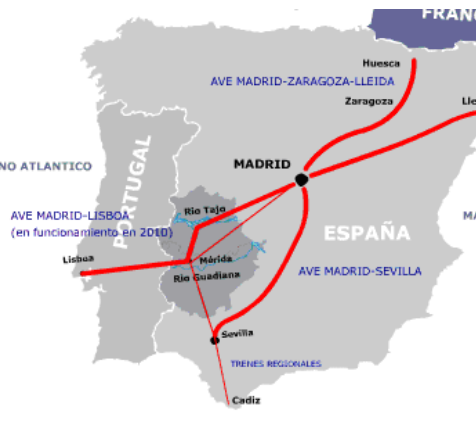 FRANC
Huesca
AVE MADRID-ZARAGOZA-LLEIDA
Zaragoza
Lle
NO ATLANTICO
MADRID
PORTUGAL
Rio Tajo
AVE MADRID-LISBOA
(en funcionamiento en 2010)
MA
ESPAÑA
Lisboa
Mérida
Rio Guadiana
AVE MADRID-SEVILLA
Sevilla
TRENES REGIONALES
Cadiz